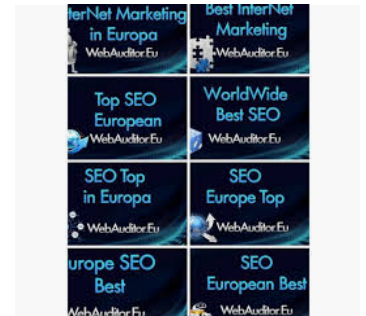 terNet Marketing
in Europa
WebAuditor.Eu
Best InterNet
Marketing
WebAuditor.Eu
Top SEO
European
WebAuditor.Eu
WorldWide
Best SEO
WebAuditor.Eu
SEO Top
in Europa
WebAuditor.Eu
SEO
Europe Top
WebAuditor.Eu
urope SEO
Best
WebAuditor.Eu
SEO
European Best
WebAuditor.Eu